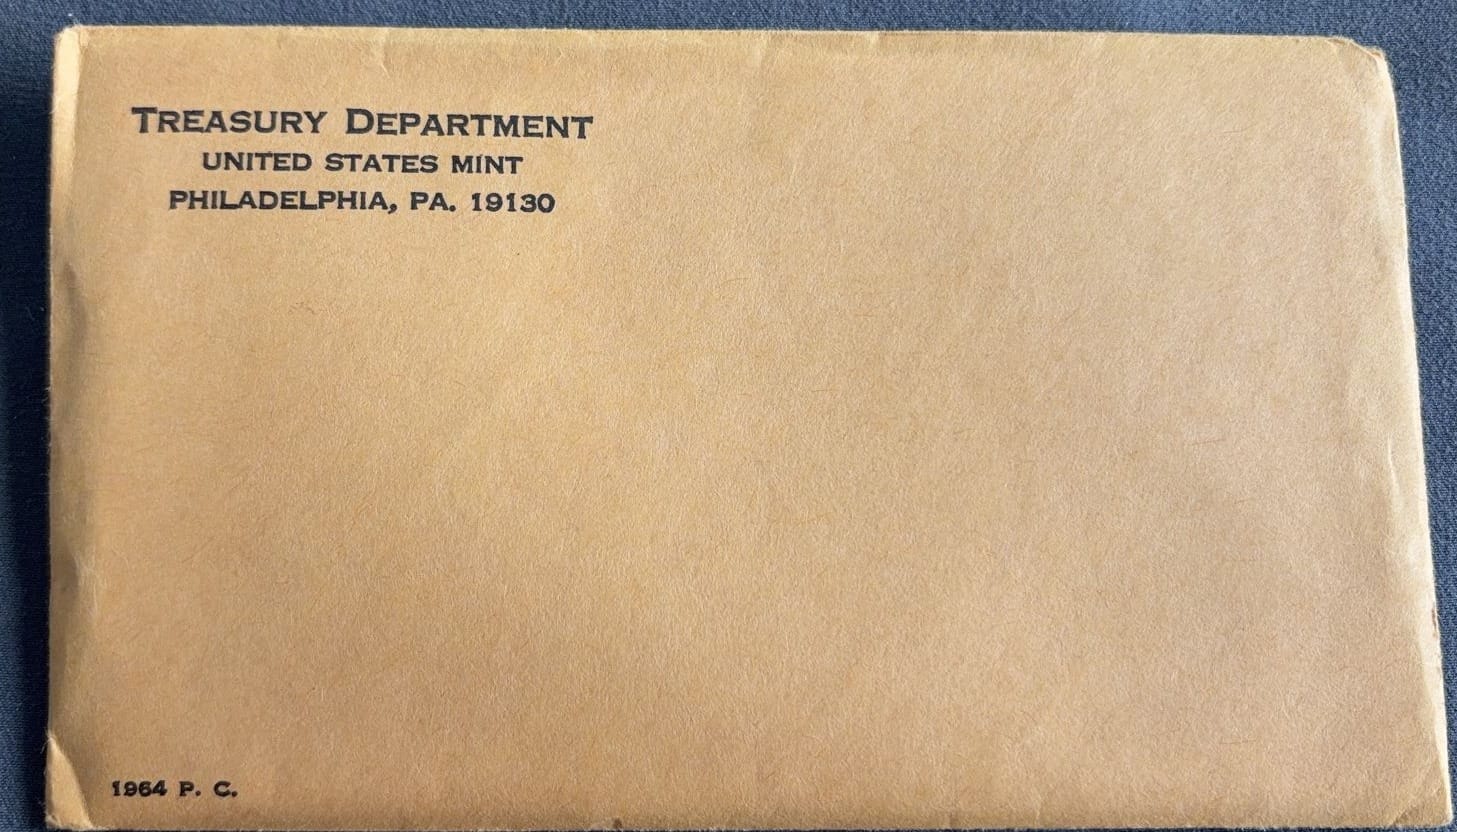 TREASURY DEPARTMENT
UNITED STATES MINT
PHILADELPHIA, PA. 19130
1964 P. C.